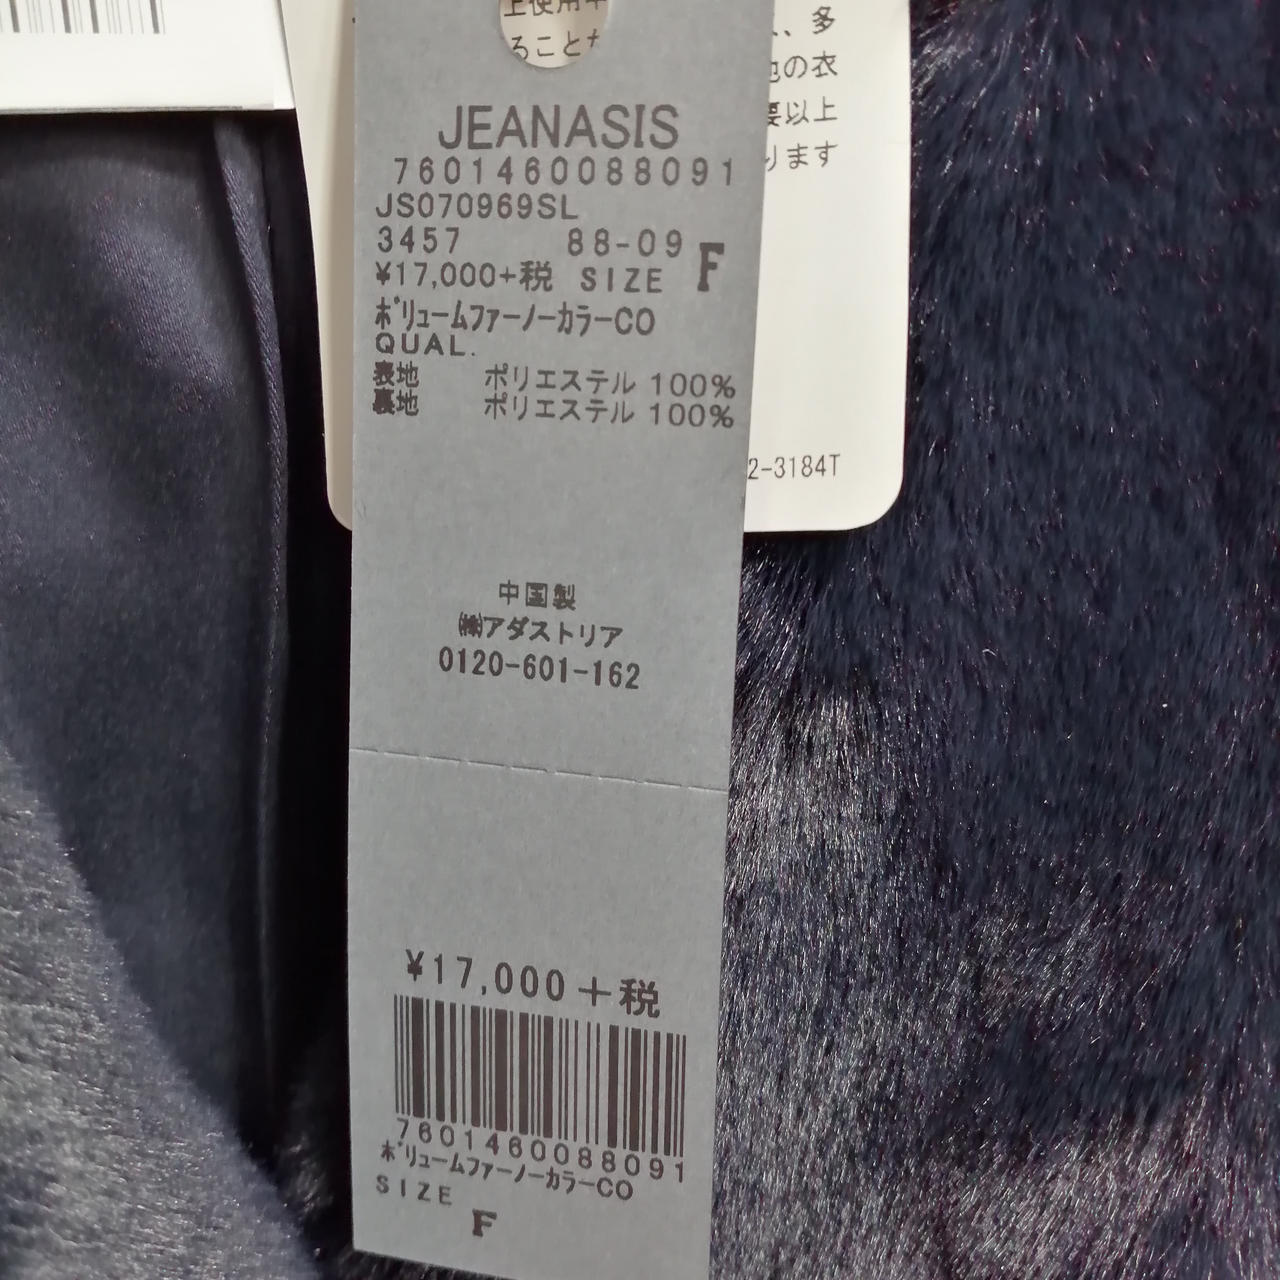 上使用
ることが
、多
の衣
以上
ります
JEANASIS
7601460088091
JS070969SL
3457 88-09 F
¥17,000+税 SIZE
ボリュームファーノーカラーCO
QUAL.
表地 ポリエステル 100%
裏地 ポリエステル 100%
2-3184T
中国製
㈱アダストリア
0120-601-162
¥17,000+税
7601460088091
ボリュームファーノーカラーCO
SIZE
F